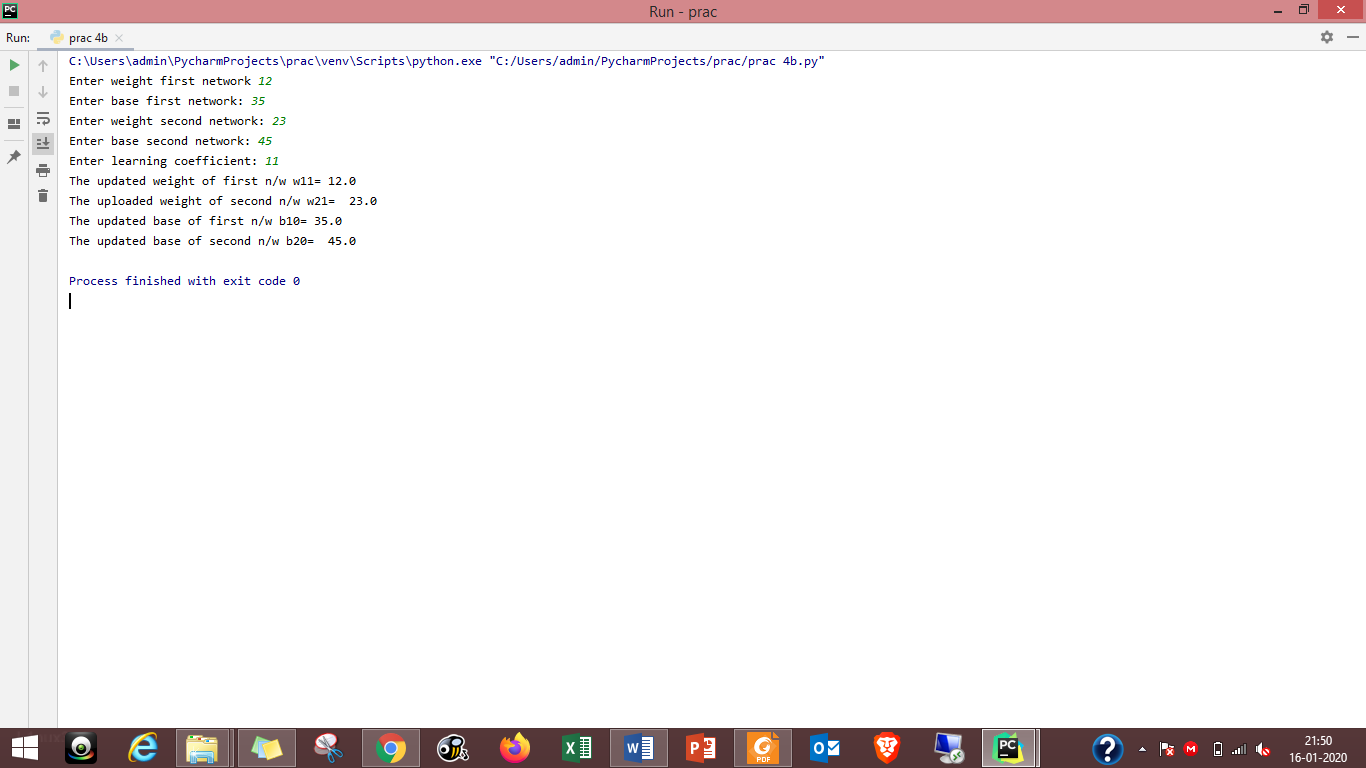 PC
Run - prac
Run:
prac 4b
C:\Users\admin\PycharmProjects\prac\venv\Scripts\python.exe "C:/Users/admin/PycharmProjects/prac/prac 4b.py"
Enter weight first network 12
Enter base first network: 35
Enter weight second network: 23
Enter base second network: 45
Enter learning coefficient: 11
The updated weight of first n/w w11= 12.0
The uploaded weight of second n/w w21=  23.0
The updated base of first n/w b10= 35.0
The updated base of second n/w b20=  45.0
Process finished with exit code 0
PDF
PC
21:50
16-01-2020